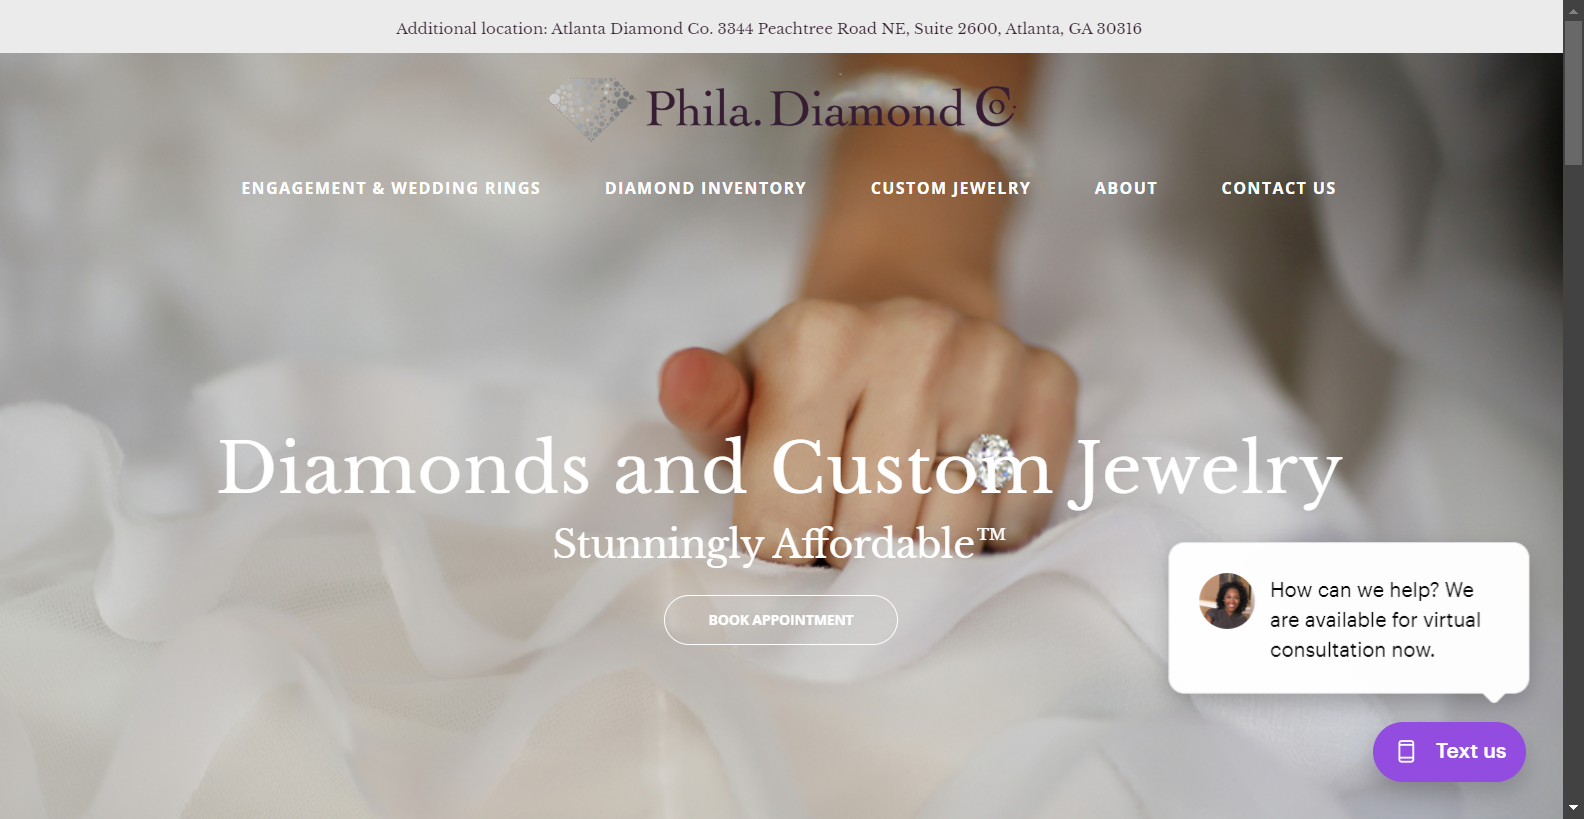 Additional location: Atlanta Diamond Co. 3344 Peachtree Road NE, Suite 2600, Atlanta, GA 30316
Phila. Diamond Co.
ENGAGEMENT & WEDDING RINGS
DIAMOND INVENTORY
CUSTOM JEWELRY
ABOUT
CONTACT US
Diamonds and Custom Jewelry
Stunningly Affordable™
BOOK APPOINTMENT
How can we help? We
are available for virtual
consultation now.
Text us